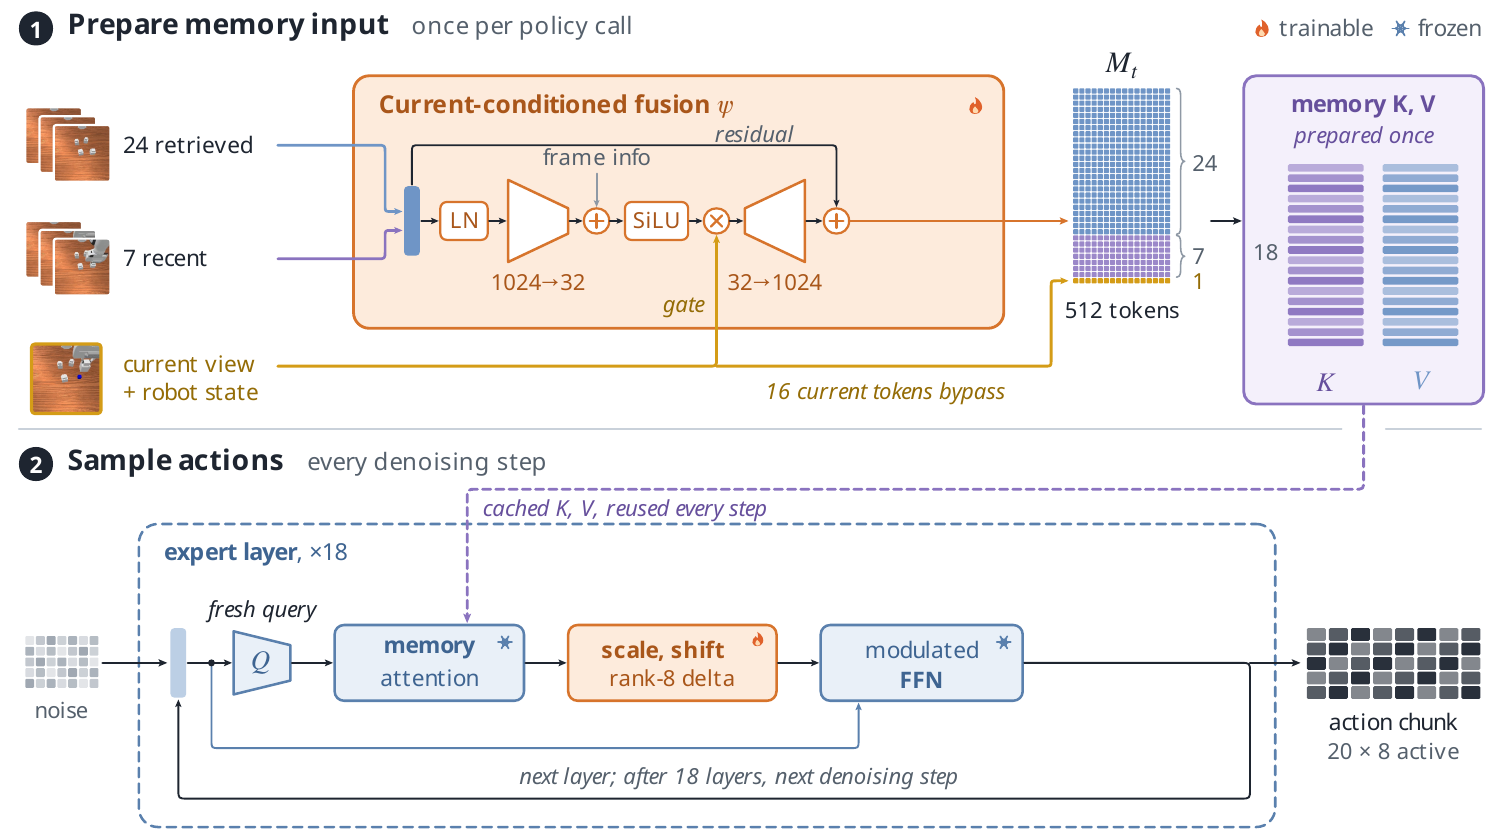 1 Prepare memory input once per policy call
trainable frozen
M_t
Current-conditioned fusion ψ
memory K, V
prepared once
residual
frame info
24 retrieved
24
LN
SiLU
7 recent
7
18
1024→32
32→1024
1
gate
512 tokens
current view
+ robot state
16 current tokens bypass
K
V
2 Sample actions every denoising step
cached K, V, reused every step
expert layer, ×18
fresh query
Q
memory
attention
scale, shift
rank-8 delta
modulated
FFN
noise
action chunk
20 × 8 active
next layer; after 18 layers, next denoising step